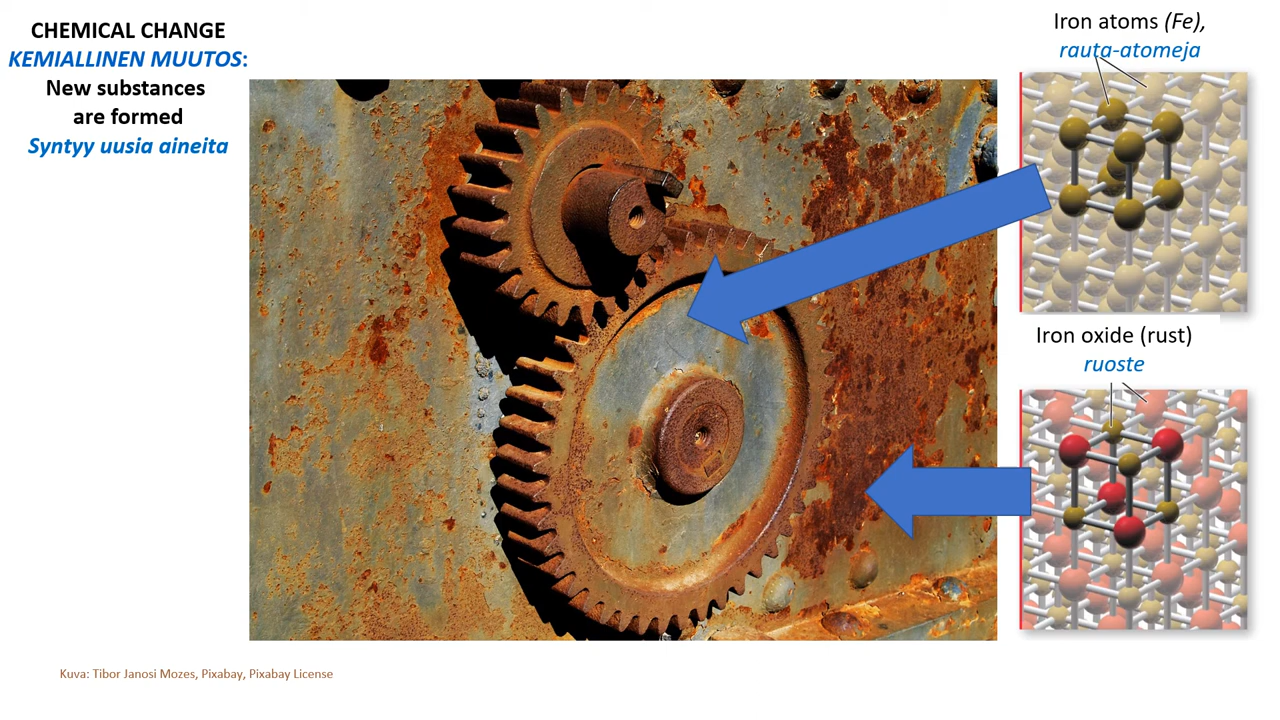 CHEMICAL CHANGE
KEMIALLINEN MUUTOS:
New substances
are formed
Syntyy uusia aineita
Iron atoms (Fe),
rauta-atomeja
Iron oxide (rust)
ruoste
Kuva: Tibor Janosi Mozes, Pixabay, Pixabay License